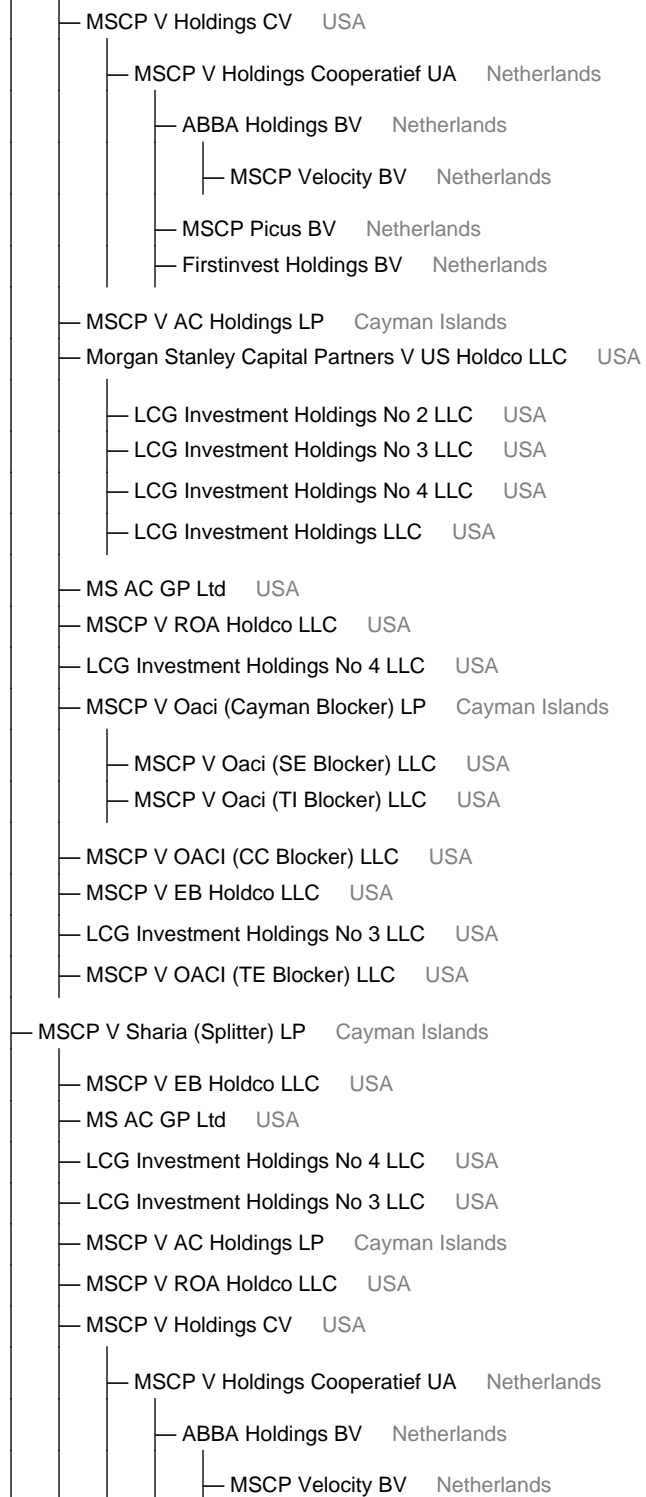 MSCP V Holdings CV USA
MSCP V Holdings Cooperatief UA Netherlands
ABBA Holdings BV Netherlands
MSCP Velocity BV Netherlands
MSCP Picus BV Netherlands
Firstinvest Holdings BV Netherlands
MSCP V AC Holdings LP Cayman Islands
Morgan Stanley Capital Partners V US Holdco LLC USA
LCG Investment Holdings No 2 LLC USA
LCG Investment Holdings No 3 LLC USA
LCG Investment Holdings No 4 LLC USA
LCG Investment Holdings LLC USA
MS AC GP Ltd USA
MSCP V ROA Holdco LLC USA
LCG Investment Holdings No 4 LLC USA
MSCP V Oaci (Cayman Blocker) LP Cayman Islands
MSCP V Oaci (SE Blocker) LLC USA
MSCP V Oaci (TI Blocker) LLC USA
MSCP V OACI (CC Blocker) LLC USA
MSCP V EB Holdco LLC USA
LCG Investment Holdings No 3 LLC USA
MSCP V OACI (TE Blocker) LLC USA
MSCP V Sharia (Splitter) LP Cayman Islands
MSCP V EB Holdco LLC USA
MS AC GP Ltd USA
LCG Investment Holdings No 4 LLC USA
LCG Investment Holdings No 3 LLC USA
MSCP V AC Holdings LP Cayman Islands
MSCP V ROA Holdco LLC USA
MSCP V Holdings CV USA
MSCP V Holdings Cooperatief UA Netherlands
ABBA Holdings BV Netherlands
MSCP Velocity BV Netherlands